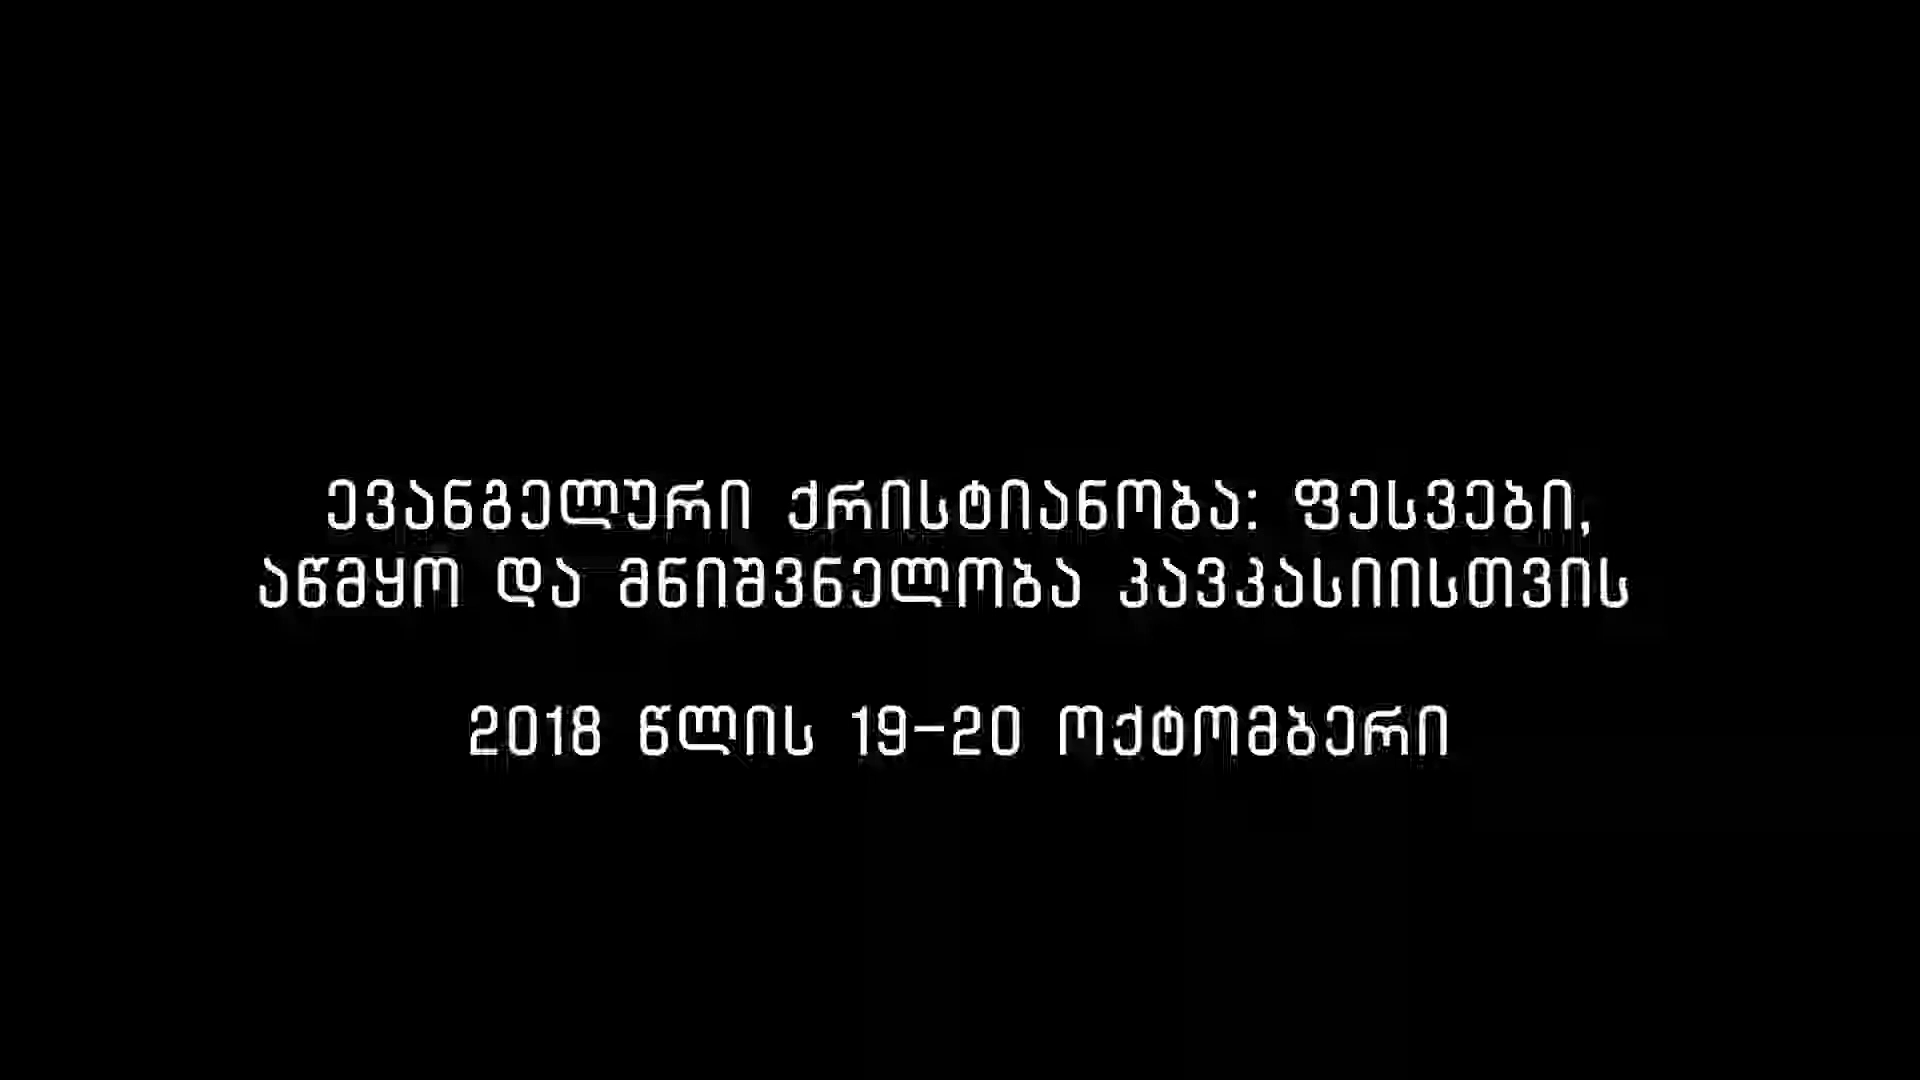 ევანგელური ქრისტიანობა: ფესვები,
აწმყო და მნიშვნელობა კავკასიისთვის
2018 წლის 19-20 ოქტომბერი